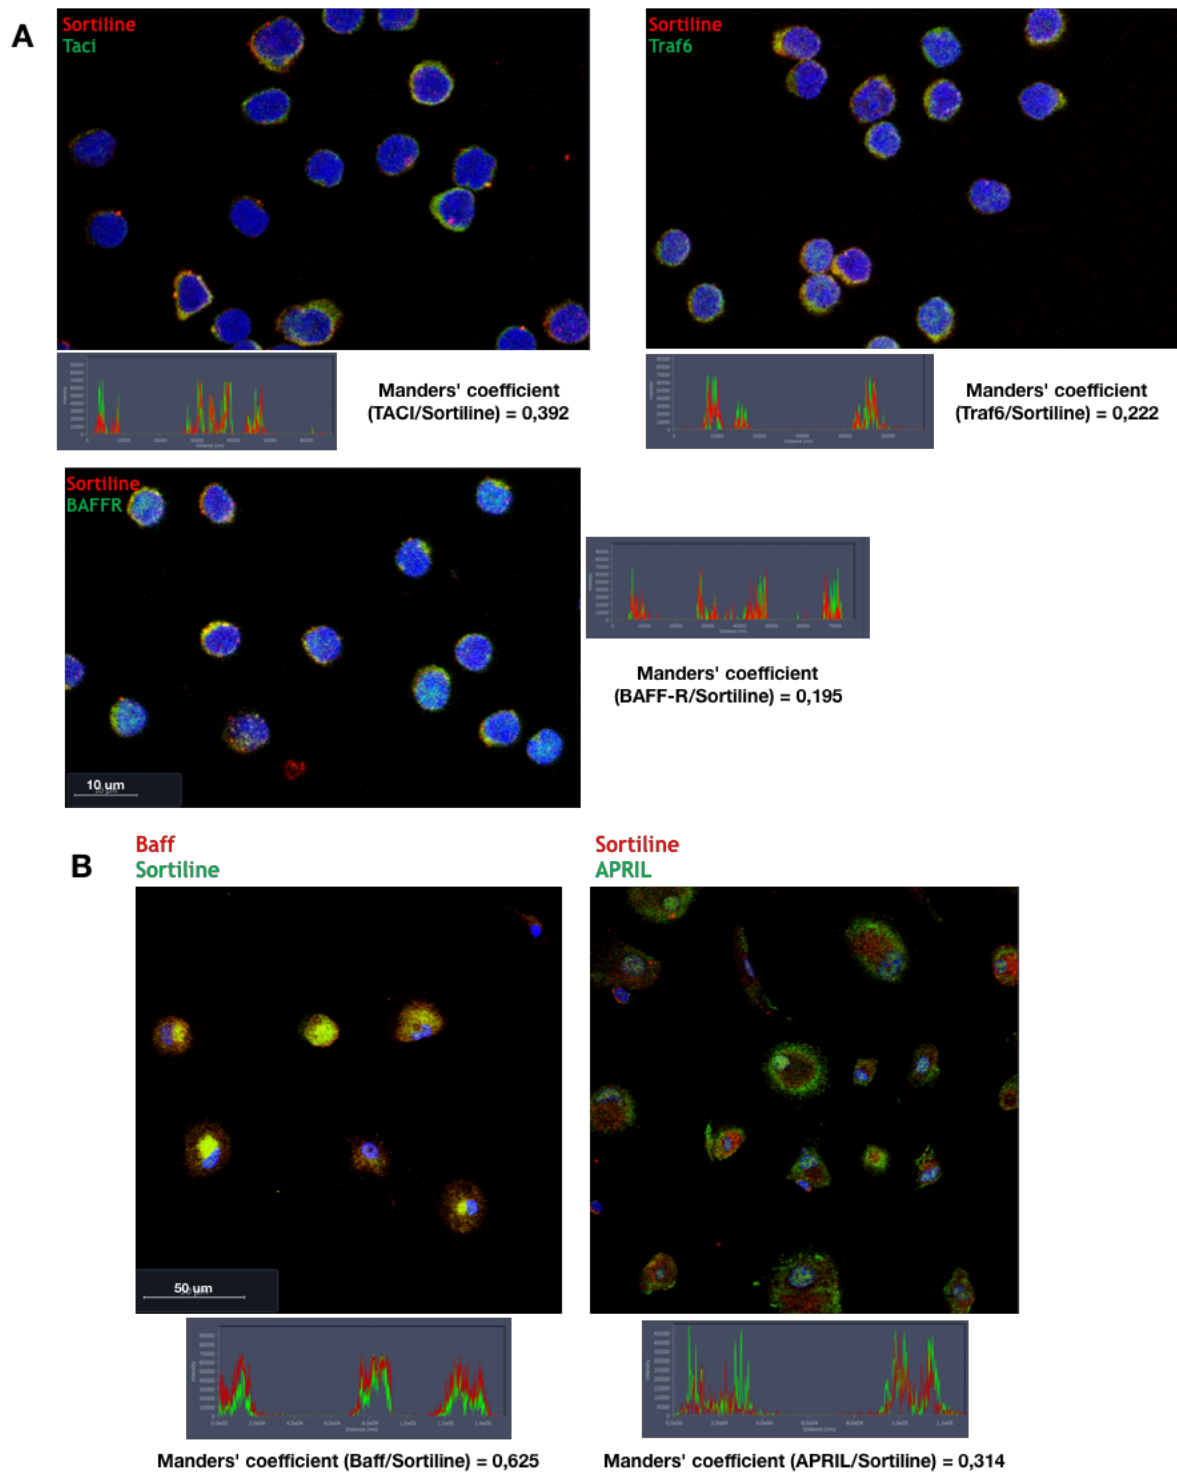 A
Sortiline
Taci
Sortiline
Traf6
Manders' coefficient
(TACI/Sortiline) = 0,392
Manders' coefficient
(Traf6/Sortiline) = 0,222
Sortiline
BAFFR
10 µm
Manders' coefficient
(BAFF-R/Sortiline) = 0,195
B
Baff
Sortiline
Sortiline
APRIL
50 µm
Manders' coefficient (Baff/Sortiline) = 0,625
Manders' coefficient (APRIL/Sortiline) = 0,314